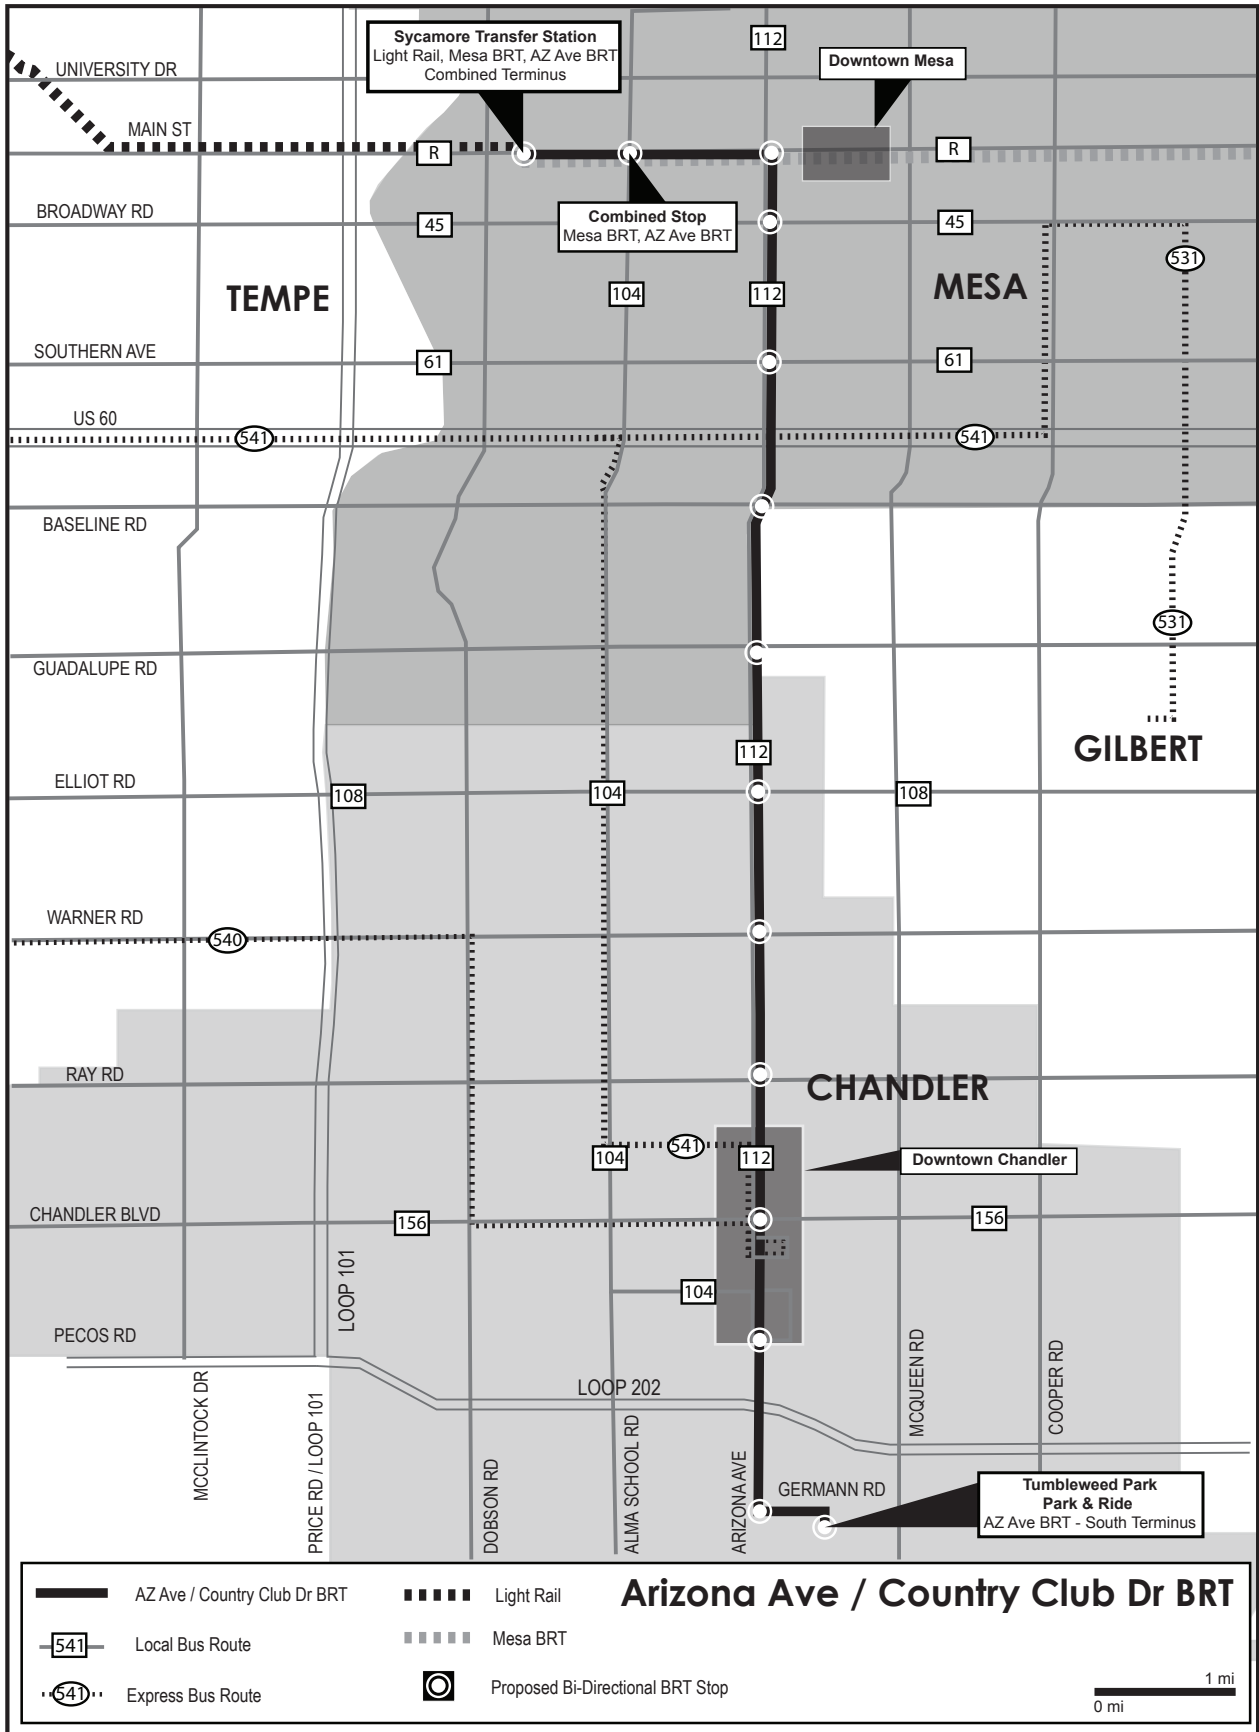 Sycamore Transfer Station
Light Rail, Mesa BRT, AZ Ave BRT
Combined Terminus
112
Downtown Mesa
UNIVERSITY DR
MAIN ST
R
R
BROADWAY RD
45
Combined Stop
Mesa BRT, AZ Ave BRT
45
531
TEMPE
104
112
MESA
SOUTHERN AVE
61
61
US 60
541
541
BASELINE RD
531
GUADALUPE RD
112
GILBERT
ELLIOT RD
108
104
108
WARNER RD
540
RAY RD
CHANDLER
541
104
112
Downtown Chandler
CHANDLER BLVD
156
156
LOOP 101
104
PECOS RD
LOOP 202
MCCLINTOCK DR
PRICE RD / LOOP 101
DOBSON RD
ALMA SCHOOL RD
ARIZONA AVE
MCQUEEN RD
COOPER RD
GERMANN RD
Tumbleweed Park
Park & Ride
AZ Ave BRT - South Terminus
AZ Ave / Country Club Dr BRT
Light Rail
Arizona Ave / Country Club Dr BRT
541
Local Bus Route
Mesa BRT
541
Express Bus Route
Proposed Bi-Directional BRT Stop
1 mi
0 mi